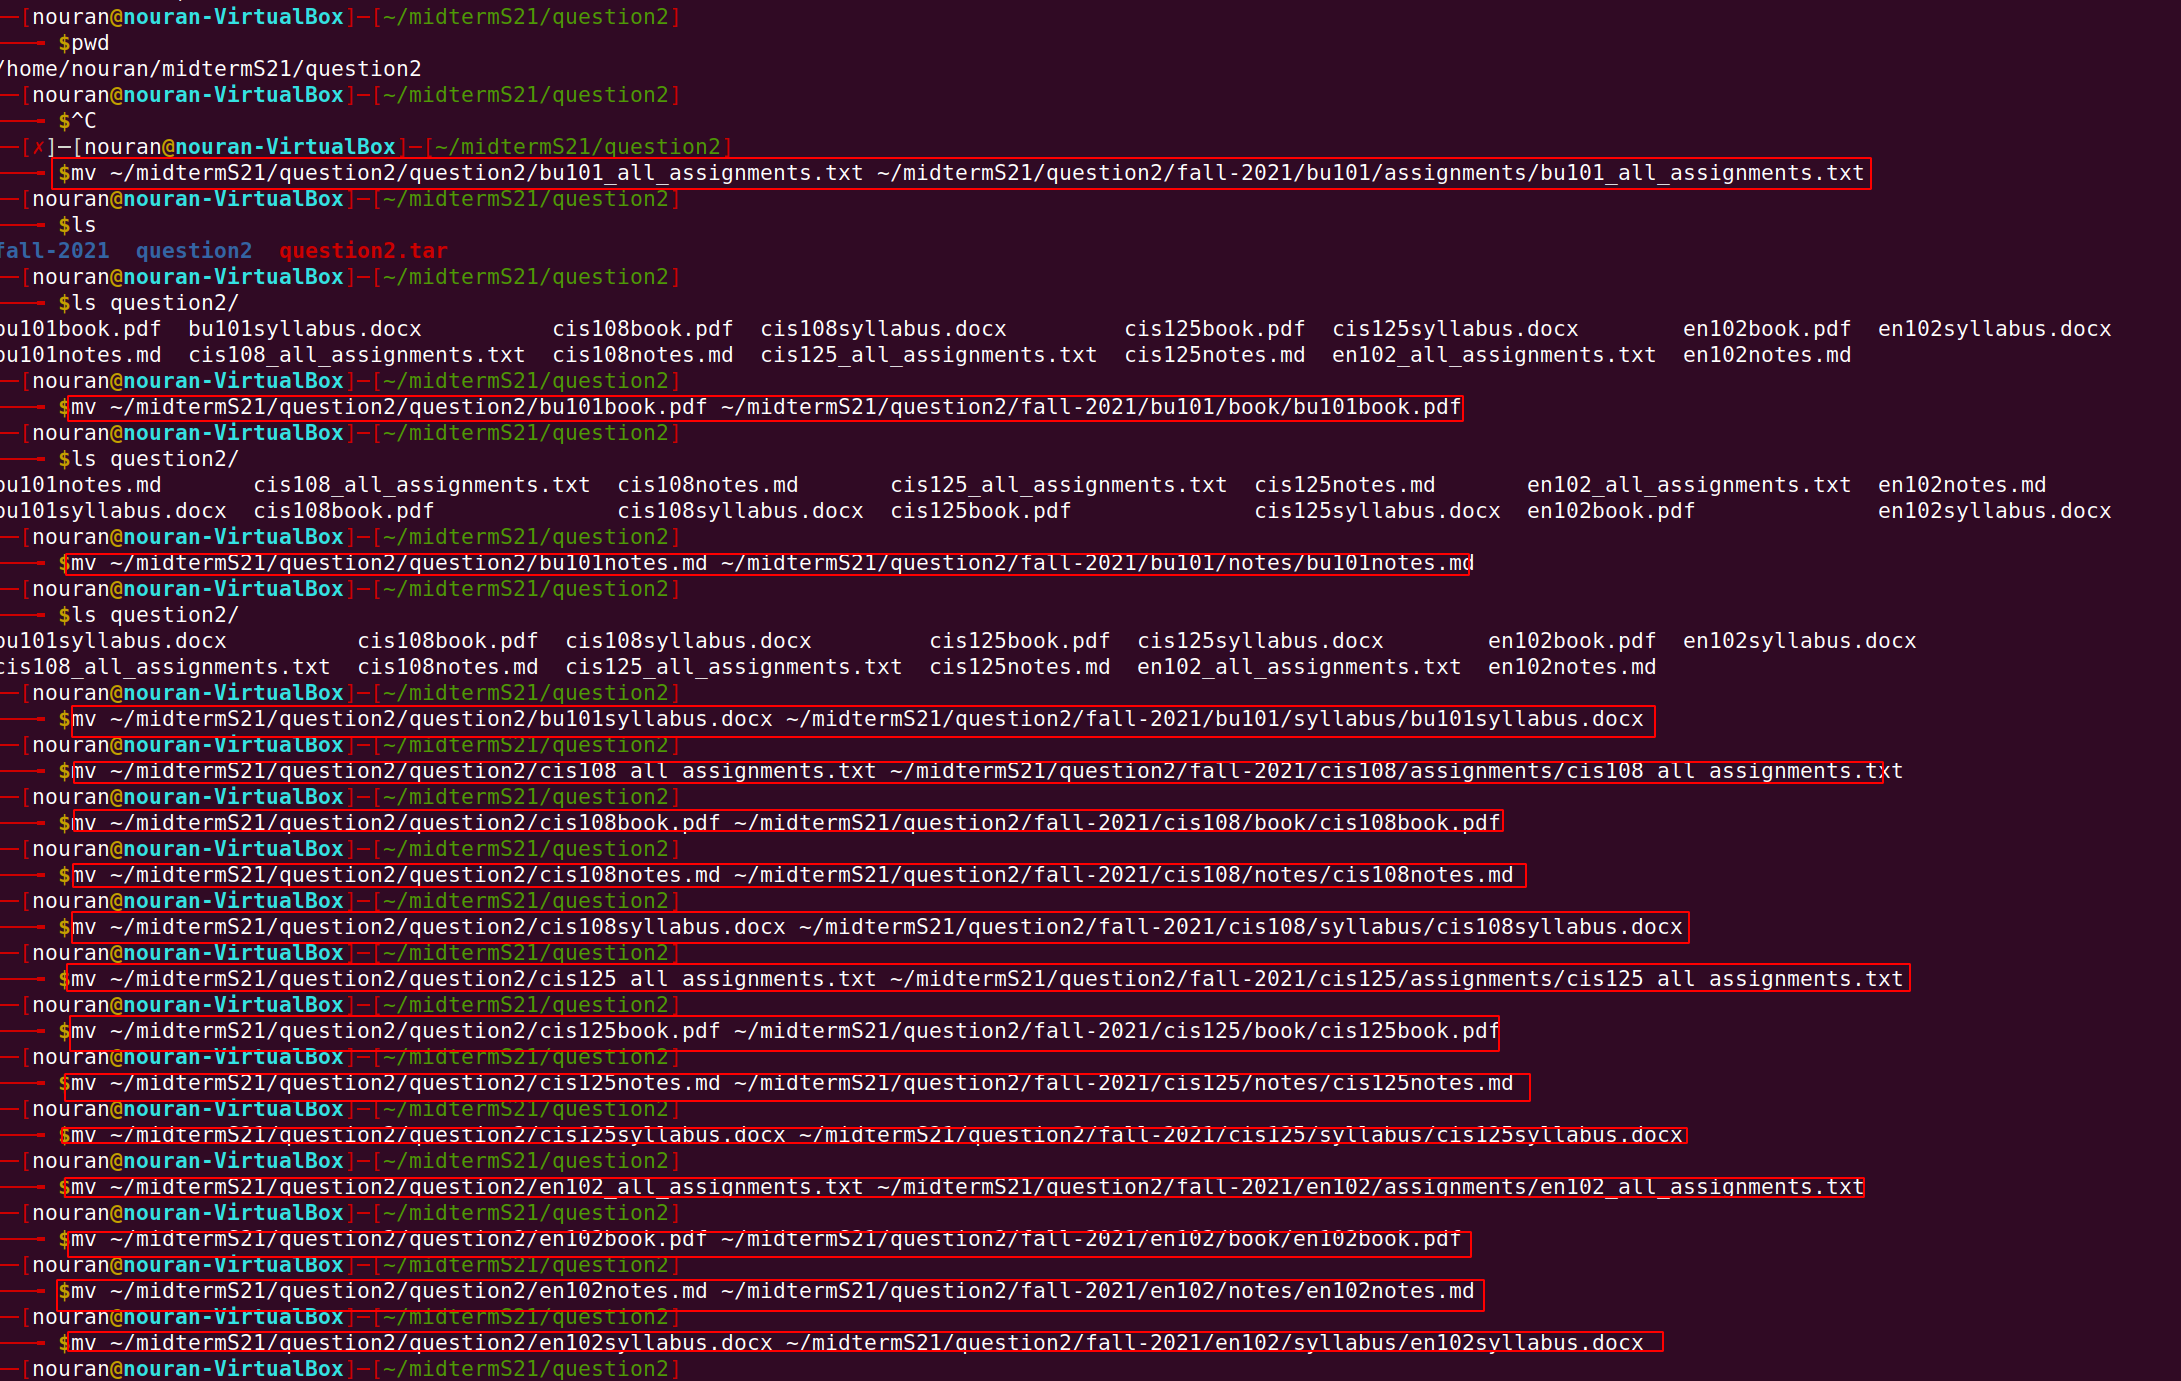 ─[nouran@nouran-VirtualBox]─[~/midtermS21/question2]
──╼ $pwd
/home/nouran/midtermS21/question2
─[nouran@nouran-VirtualBox]─[~/midtermS21/question2]
──╼ $^C
─[✗]─[nouran@nouran-VirtualBox]─[~/midtermS21/question2]
──╼ $mv ~/midtermS21/question2/question2/bu101_all_assignments.txt ~/midtermS21/question2/fall-2021/bu101/assignments/bu101_all_assignments.txt
─[nouran@nouran-VirtualBox]─[~/midtermS21/question2]
──╼ $ls
fall-2021  question2  question2.tar
─[nouran@nouran-VirtualBox]─[~/midtermS21/question2]
──╼ $ls question2/
bu101book.pdf  bu101syllabus.docx          cis108book.pdf  cis108syllabus.docx         cis125book.pdf  cis125syllabus.docx        en102book.pdf  en102syllabus.docx
bu101notes.md  cis108_all_assignments.txt  cis108notes.md  cis125_all_assignments.txt  cis125notes.md  en102_all_assignments.txt  en102notes.md
─[nouran@nouran-VirtualBox]─[~/midtermS21/question2]
──╼ $mv ~/midtermS21/question2/question2/bu101book.pdf ~/midtermS21/question2/fall-2021/bu101/book/bu101book.pdf
─[nouran@nouran-VirtualBox]─[~/midtermS21/question2]
──╼ $ls question2/
bu101notes.md       cis108_all_assignments.txt  cis108notes.md       cis125_all_assignments.txt  cis125notes.md       en102_all_assignments.txt  en102notes.md
bu101syllabus.docx  cis108book.pdf              cis108syllabus.docx  cis125book.pdf              cis125syllabus.docx  en102book.pdf              en102syllabus.docx
─[nouran@nouran-VirtualBox]─[~/midtermS21/question2]
──╼ $mv ~/midtermS21/question2/question2/bu101notes.md ~/midtermS21/question2/fall-2021/bu101/notes/bu101notes.md
─[nouran@nouran-VirtualBox]─[~/midtermS21/question2]
──╼ $ls question2/
bu101syllabus.docx          cis108book.pdf  cis108syllabus.docx         cis125book.pdf  cis125syllabus.docx        en102book.pdf  en102syllabus.docx
cis108_all_assignments.txt  cis108notes.md  cis125_all_assignments.txt  cis125notes.md  en102_all_assignments.txt  en102notes.md
─[nouran@nouran-VirtualBox]─[~/midtermS21/question2]
──╼ $mv ~/midtermS21/question2/question2/bu101syllabus.docx ~/midtermS21/question2/fall-2021/bu101/syllabus/bu101syllabus.docx
─[nouran@nouran-VirtualBox]─[~/midtermS21/question2]
──╼ $mv ~/midtermS21/question2/question2/cis108_all_assignments.txt ~/midtermS21/question2/fall-2021/cis108/assignments/cis108_all_assignments.txt
─[nouran@nouran-VirtualBox]─[~/midtermS21/question2]
──╼ $mv ~/midtermS21/question2/question2/cis108book.pdf ~/midtermS21/question2/fall-2021/cis108/book/cis108book.pdf
─[nouran@nouran-VirtualBox]─[~/midtermS21/question2]
──╼ $mv ~/midtermS21/question2/question2/cis108notes.md ~/midtermS21/question2/fall-2021/cis108/notes/cis108notes.md
─[nouran@nouran-VirtualBox]─[~/midtermS21/question2]
──╼ $mv ~/midtermS21/question2/question2/cis108syllabus.docx ~/midtermS21/question2/fall-2021/cis108/syllabus/cis108syllabus.docx
─[nouran@nouran-VirtualBox]─[~/midtermS21/question2]
──╼ $mv ~/midtermS21/question2/question2/cis125_all_assignments.txt ~/midtermS21/question2/fall-2021/cis125/assignments/cis125_all_assignments.txt
─[nouran@nouran-VirtualBox]─[~/midtermS21/question2]
──╼ $mv ~/midtermS21/question2/question2/cis125book.pdf ~/midtermS21/question2/fall-2021/cis125/book/cis125book.pdf
─[nouran@nouran-VirtualBox]─[~/midtermS21/question2]
──╼ $mv ~/midtermS21/question2/question2/cis125notes.md ~/midtermS21/question2/fall-2021/cis125/notes/cis125notes.md
─[nouran@nouran-VirtualBox]─[~/midtermS21/question2]
──╼ $mv ~/midtermS21/question2/question2/cis125syllabus.docx ~/midtermS21/question2/fall-2021/cis125/syllabus/cis125syllabus.docx
─[nouran@nouran-VirtualBox]─[~/midtermS21/question2]
──╼ $mv ~/midtermS21/question2/question2/en102_all_assignments.txt ~/midtermS21/question2/fall-2021/en102/assignments/en102_all_assignments.txt
─[nouran@nouran-VirtualBox]─[~/midtermS21/question2]
──╼ $mv ~/midtermS21/question2/question2/en102book.pdf ~/midtermS21/question2/fall-2021/en102/book/en102book.pdf
─[nouran@nouran-VirtualBox]─[~/midtermS21/question2]
──╼ $mv ~/midtermS21/question2/question2/en102notes.md ~/midtermS21/question2/fall-2021/en102/notes/en102notes.md
─[nouran@nouran-VirtualBox]─[~/midtermS21/question2]
──╼ $mv ~/midtermS21/question2/question2/en102syllabus.docx ~/midtermS21/question2/fall-2021/en102/syllabus/en102syllabus.docx
─[nouran@nouran-VirtualBox]─[~/midtermS21/question2]